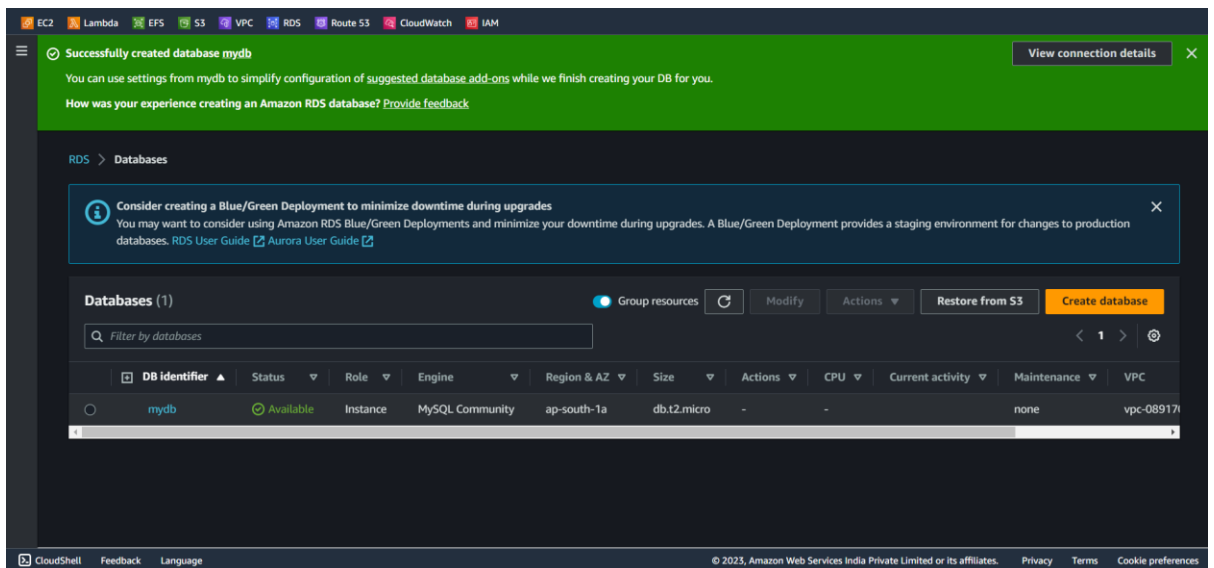 EC2 Lambda EFS S3 VPC RDS Route 53 CloudWatch IAM
Successfully created database mydb
View connection details
You can use settings from mydb to simplify configuration of suggested database add-ons while we finish creating your DB for you.
How was your experience creating an Amazon RDS database? Provide feedback
RDS > Databases
Consider creating a Blue/Green Deployment to minimize downtime during upgrades
You may want to consider using Amazon RDS Blue/Green Deployments and minimize your downtime during upgrades. A Blue/Green Deployment provides a staging environment for changes to production
databases. RDS User Guide Aurora User Guide
Databases (1) Group resources Modify Actions Restore from S3 Create database
Filter by databases < 1 >
DB identifier Status Role Engine Region & AZ Size Actions CPU Current activity Maintenance VPC
mydb Available Instance MySQL Community ap-south-1a db.t2.micro - - none vpc-08917
CloudShell Feedback Language © 2023, Amazon Web Services India Private Limited or its affiliates. Privacy Terms Cookie preferences